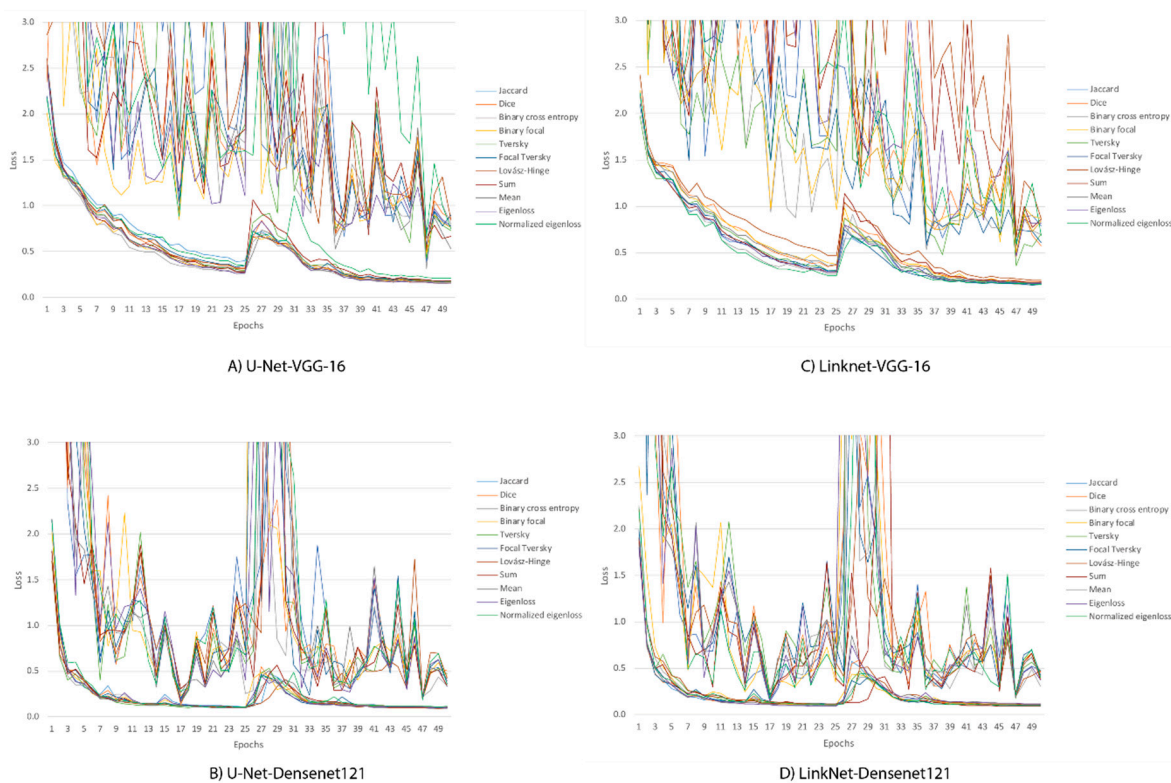 3.0
2.5
2.0
1.5
1.0
0.5
0.0
Loss
1 3 5 7 9 11 13 15 17 19 21 23 25 27 29 31 33 35 37 39 41 43 45 47 49
Epochs
Jaccard
Dice
Binary cross entropy
Binary focal
Tversky
Focal Tversky
Lovász-Hinge
Sum
Mean
Eigenloss
Normalized eigenloss
A) U-Net-VGG-16
3.0
2.5
2.0
1.5
1.0
0.5
0.0
Loss
1 3 5 7 9 11 13 15 17 19 21 23 25 27 29 31 33 35 37 39 41 43 45 47 49
Epochs
Jaccard
Dice
Binary cross entropy
Binary focal
Tversky
Focal Tversky
Lovász-Hinge
Sum
Mean
Eigenloss
Normalized eigenloss
C) Linknet-VGG-16
3.0
2.5
2.0
1.5
1.0
0.5
0.0
Loss
1 3 5 7 9 11 13 15 17 19 21 23 25 27 29 31 33 35 37 39 41 43 45 47 49
Epochs
Jaccard
Dice
Binary cross entropy
Binary focal
Tversky
Focal Tversky
Lovász-Hinge
Sum
Mean
Eigenloss
Normalized eigenloss
B) U-Net-Densenet121
3.0
2.5
2.0
1.5
1.0
0.5
0.0
Loss
1 3 5 7 9 11 13 15 17 19 21 23 25 27 29 31 33 35 37 39 41 43 45 47 49
Epochs
Jaccard
Dice
Binary cross entropy
Binary focal
Tversky
Focal Tversky
Lovász-Hinge
Sum
Mean
Eigenloss
Normalized eigenloss
D) LinkNet-Densenet121